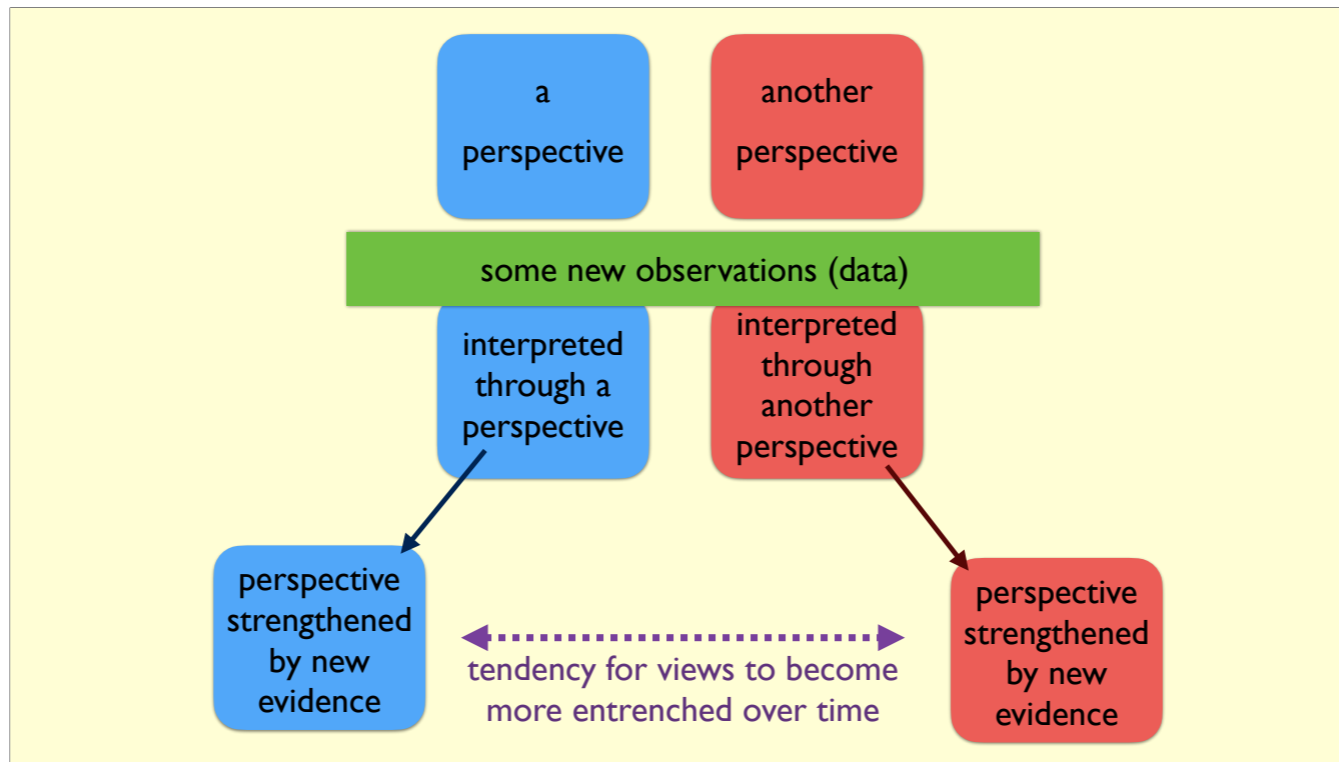 a
perspective
another
perspective
some new observations (data)
interpreted
through a
perspective
interpreted
through
another
perspective
perspective
strengthened
by new
evidence
tendency for views to become
more entrenched over time
perspective
strengthened
by new
evidence